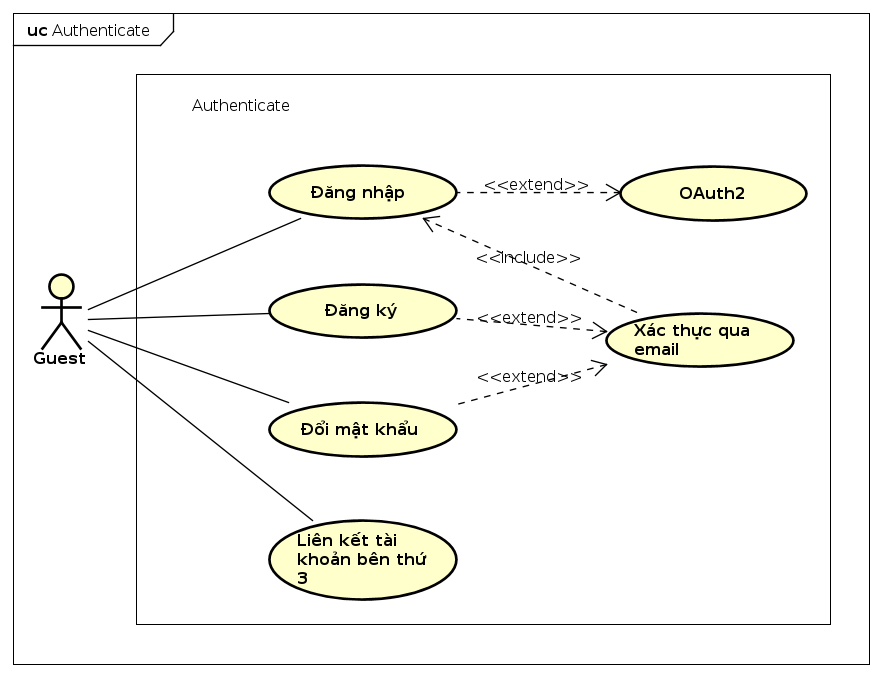 uc Authenticate
Authenticate
Đăng nhập
<<extend>>
OAuth2
<<include>>
Đăng ký
<<extend>>
Xác thực qua
email
Guest
<<extend>>
Đổi mật khẩu
Liên kết tài
khoản bên thứ
3